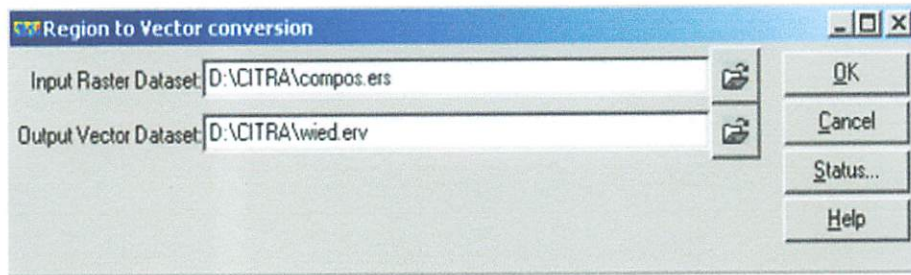 Region to Vector conversion
Input Raster Dataset: D:\CITRA\compos.ers
OK
Output Vector Dataset: D:\CITRA\wied.erv
Cancel
Status...
Help